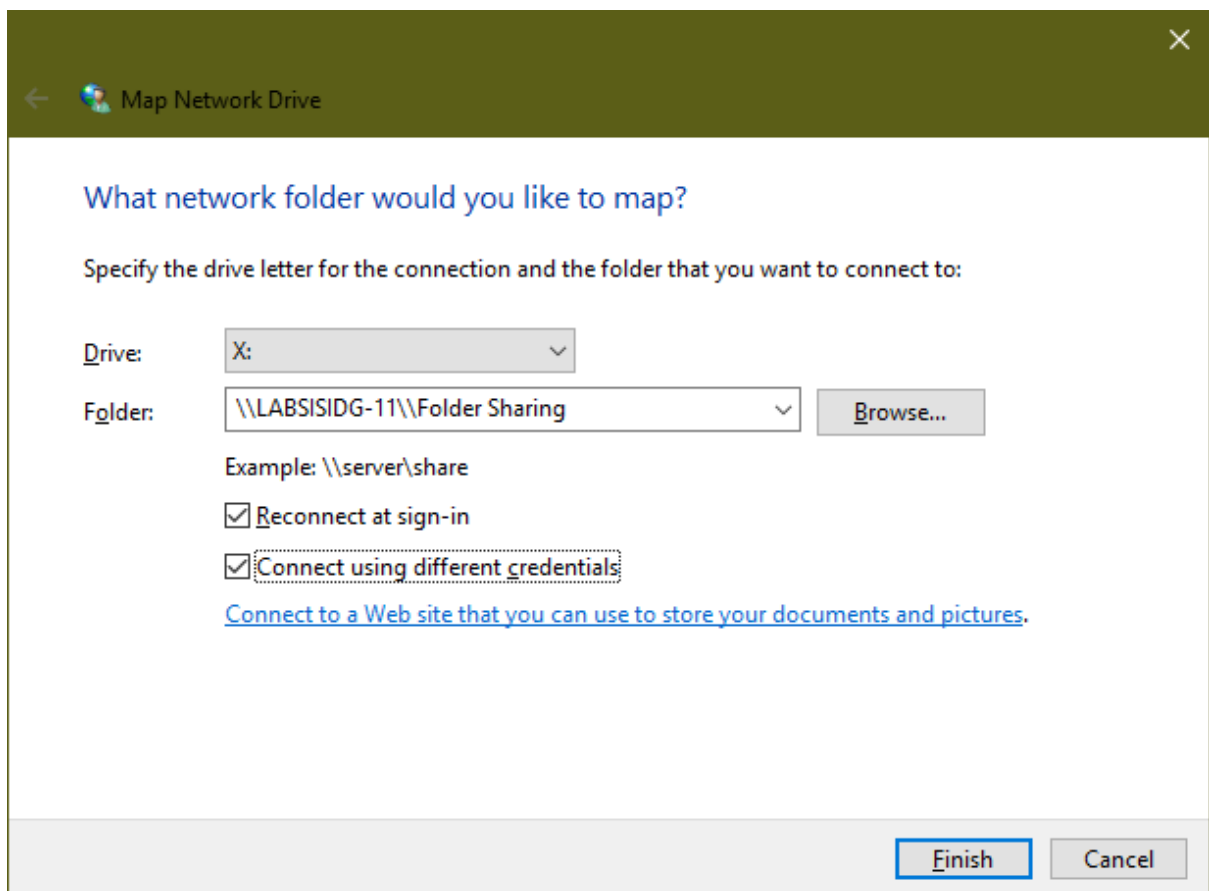 Map Network Drive
What network folder would you like to map?
Specify the drive letter for the connection and the folder that you want to connect to:
Drive: X:
Folder: \\LABSISIDG-11\\Folder Sharing Browse...
Example: \\server\share
Reconnect at sign-in
Connect using different credentials
Connect to a Web site that you can use to store your documents and pictures.
Finish Cancel